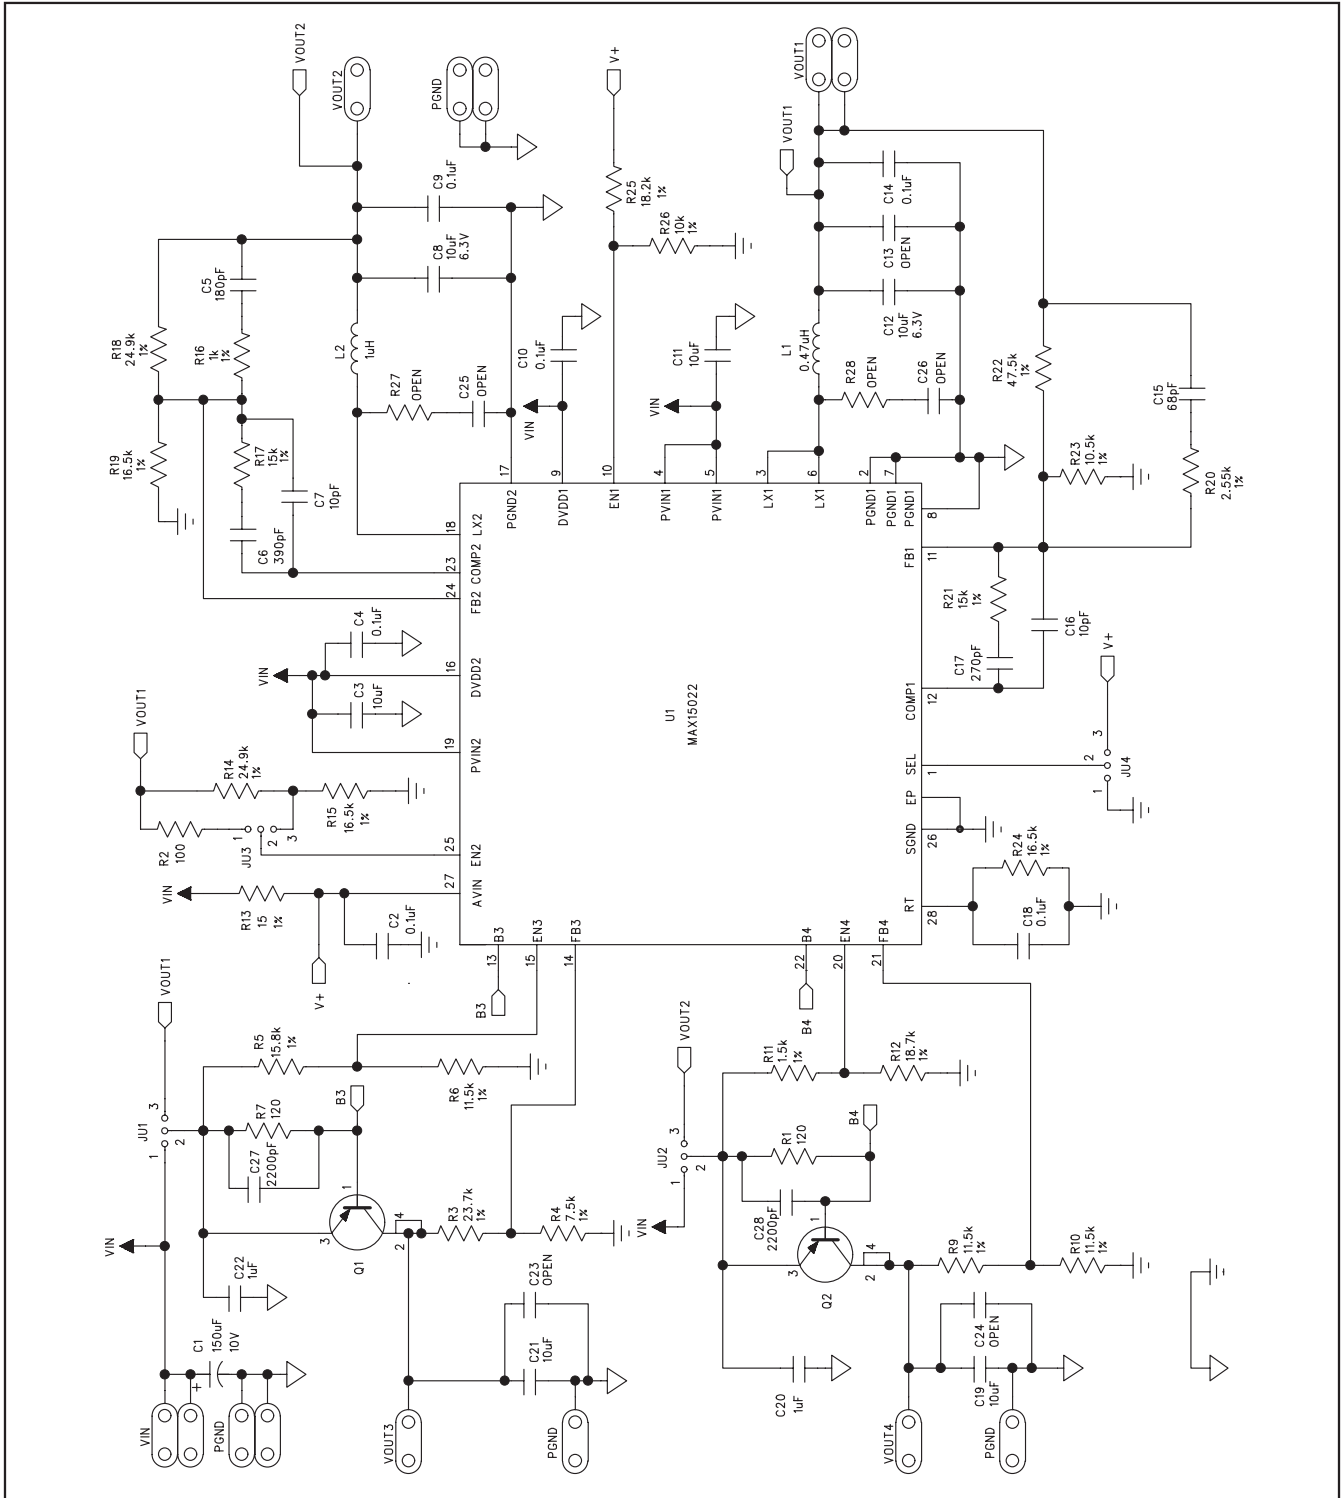 VIN
PGND
C1
150uF
10V
+
VIN
C22
1uF
JU1
1
2
3
VOUT1
R5
15.8k
1%
R7
120
C27
2200pF
B3
R6
11.5k
1%
Q1
1
2
3
4
R3
23.7k
1%
R4
7.5k
1%
VOUT3
C21
10uF
C23
OPEN
PGND
VIN
JU2
1
2
3
VOUT2
R11
1.5k
1%
R12
18.7k
1%
R1
120
C28
2200pF
B4
Q2
1
2
3
4
R9
11.5k
1%
R10
11.5k
1%
C20
1uF
VOUT4
C19
10uF
C24
OPEN
PGND
VIN
R13
15
1%
V+
C2
0.1uF
B3
B4
VOUT1
R2
100
JU3
1
2
3
R14
24.9k
1%
R15
16.5k
1%
VIN
C3
10uF
C4
0.1uF
R19
16.5k
1%
R18
24.9k
1%
R17
15k
1%
R16
1k
1%
C5
180pF
C6
390pF
C7
10pF
VOUT2
VOUT2
PGND
L2
1uH
C8
10uF
6.3V
C9
0.1uF
R27
OPEN
C25
OPEN
VIN
C10
0.1uF
R25
18.2k
1%
R26
10k
1%
V+
VIN
C11
10uF
VOUT1
VOUT1
L1
0.47uH
C12
10uF
6.3V
C13
OPEN
C14
0.1uF
R28
OPEN
C26
OPEN
R22
47.5k
1%
C15
68pF
R20
2.55k
1%
R23
10.5k
1%
R21
15k
1%
C17
270pF
C16
10pF
V+
JU4
1
2
3
R24
16.5k
1%
C18
0.1uF
U1
MAX15022
13
B3
15
EN3
14
FB3
22
B4
20
EN4
21
FB4
27
AVIN
25
EN2
19
PVIN2
16
DVDD2
24
FB2
23
COMP2
18
LX2
17
PGND2
9
DVDD1
10
EN1
4
PVIN1
5
PVIN1
3
LX1
6
LX1
2
PGND1
7
PGND1
8
FB1
11
COMP1
12
SEL
1
EP
SGND
26
RT
28